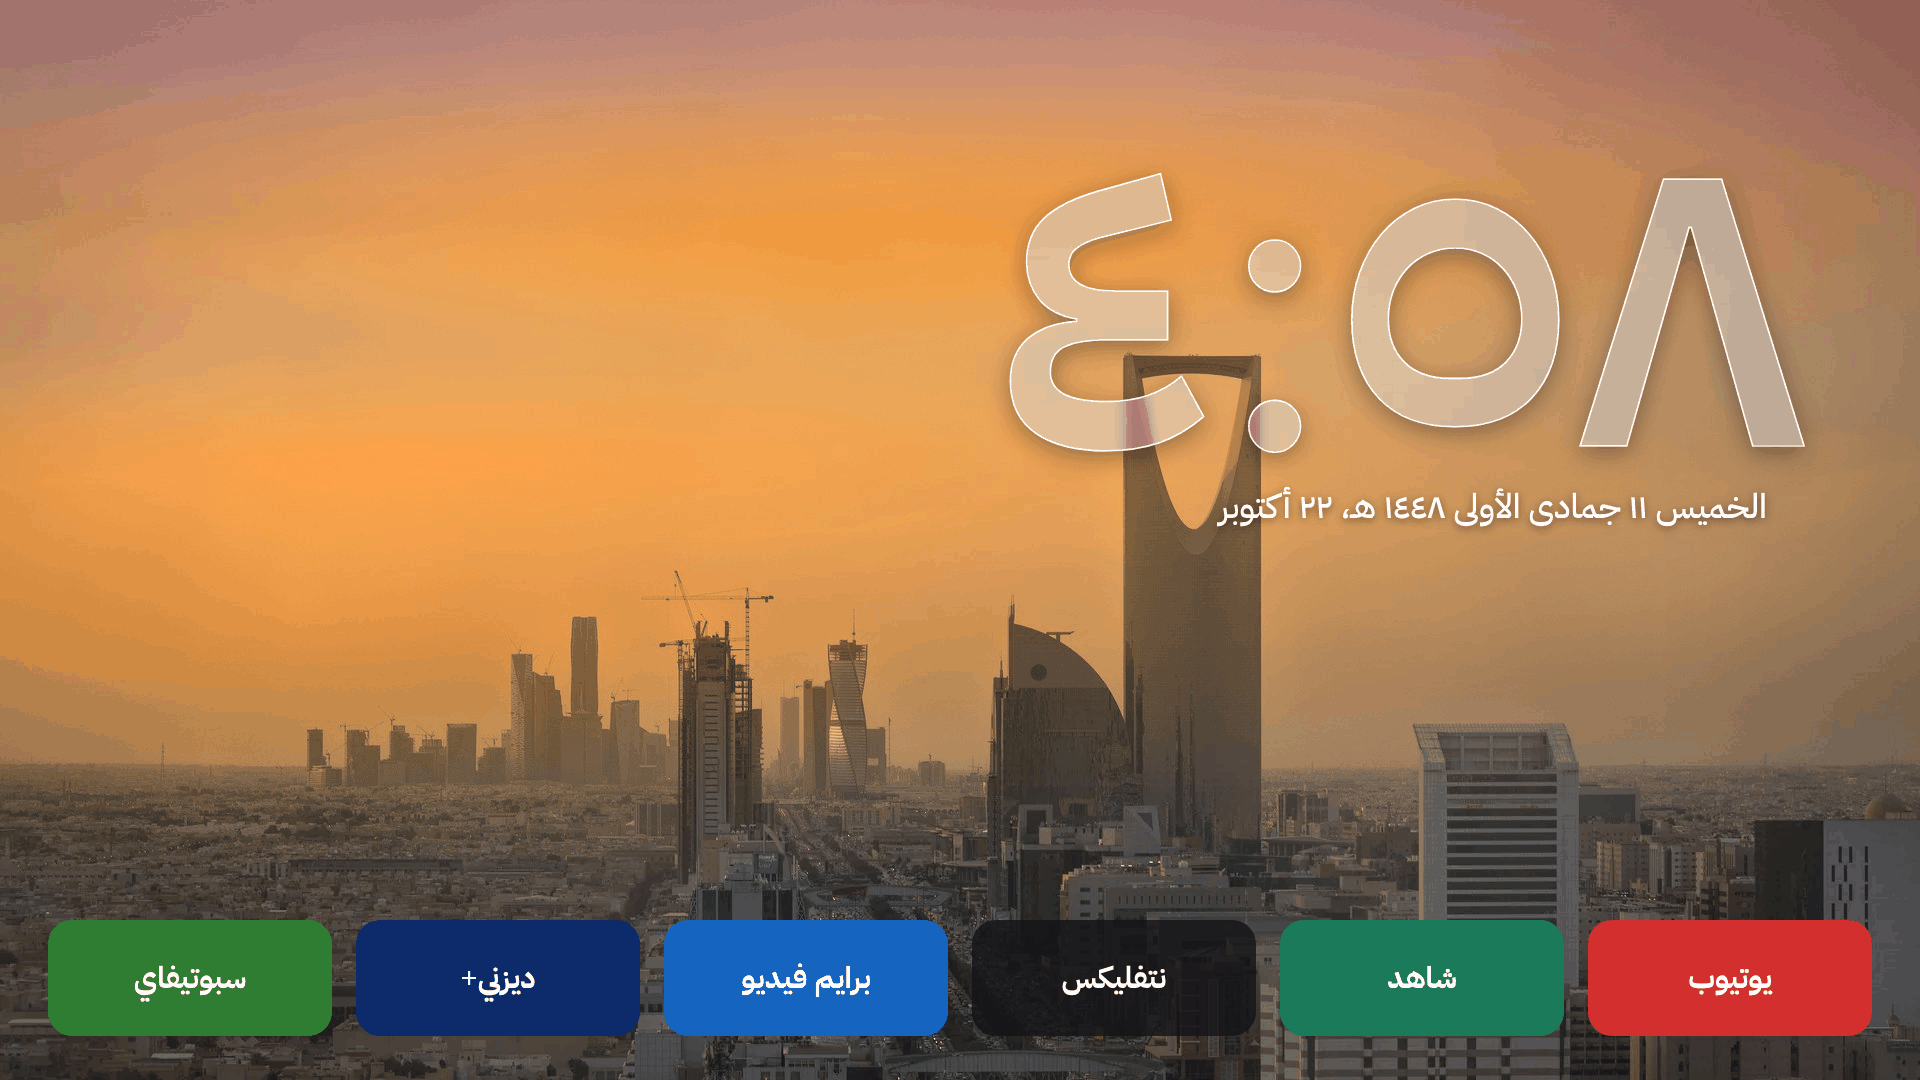 ٤:٥٨
الخميس ١١ جمادى الأولى ١٤٤٨ هـ، ٢٢ أكتوبر
يوتيوب
شاهد
نتفليكس
برايم فيديو
ديزني+
سبوتيفاي